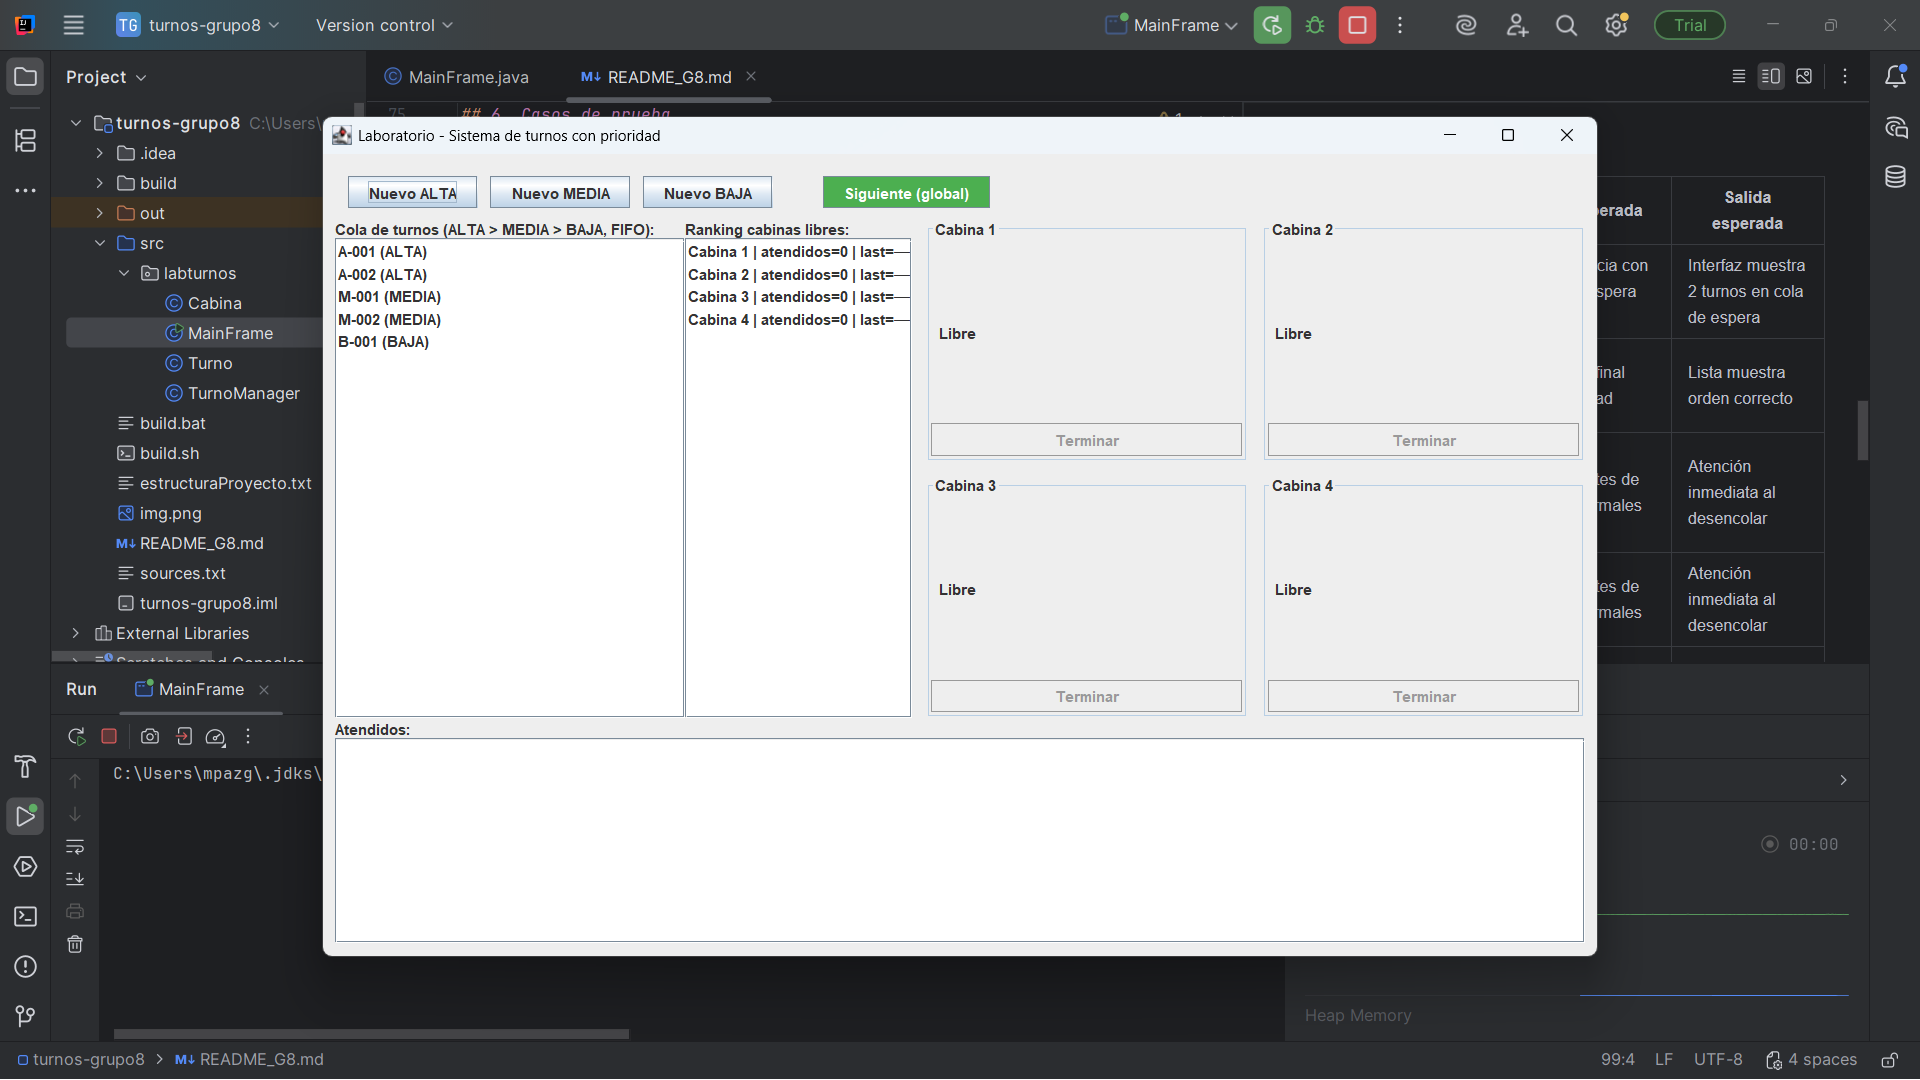 TG turnos-grupo8
Version control
MainFrame
Trial
Project
MainFrame.java
README_G8.md
turnos-grupo8 C:\Users\
.idea
build
out
src
labturnos
Cabina
MainFrame
Turno
TurnoManager
build.bat
build.sh
estructuraProyecto.txt
img.png
README_G8.md
sources.txt
turnos-grupo8.iml
External Libraries
Scratches and Consoles
75 ## 6. Casos de prueba
1
Laboratorio - Sistema de turnos con prioridad
Nuevo ALTA
Nuevo MEDIA
Nuevo BAJA
Siguiente (global)
Cola de turnos (ALTA > MEDIA > BAJA, FIFO):
A-001 (ALTA)
A-002 (ALTA)
M-001 (MEDIA)
M-002 (MEDIA)
B-001 (BAJA)
Ranking cabinas libres:
Cabina 1 | atendidos=0 | last=—
Cabina 2 | atendidos=0 | last=—
Cabina 3 | atendidos=0 | last=—
Cabina 4 | atendidos=0 | last=—
Cabina 1
Libre
Terminar
Cabina 2
Libre
Terminar
Cabina 3
Libre
Terminar
Cabina 4
Libre
Terminar
Atendidos:
erada
Salida
esperada
cia con
spera
Interfaz muestra
2 turnos en cola
de espera
final
ad
Lista muestra
orden correcto
tes de
rmales
Atención
inmediata al
desencolar
tes de
rmales
Atención
inmediata al
desencolar
Run
MainFrame
C:\Users\mpazg\.jdks\
00:00
Heap Memory
turnos-grupo8 > M↓ README_G8.md
99:4 LF UTF-8 4 spaces